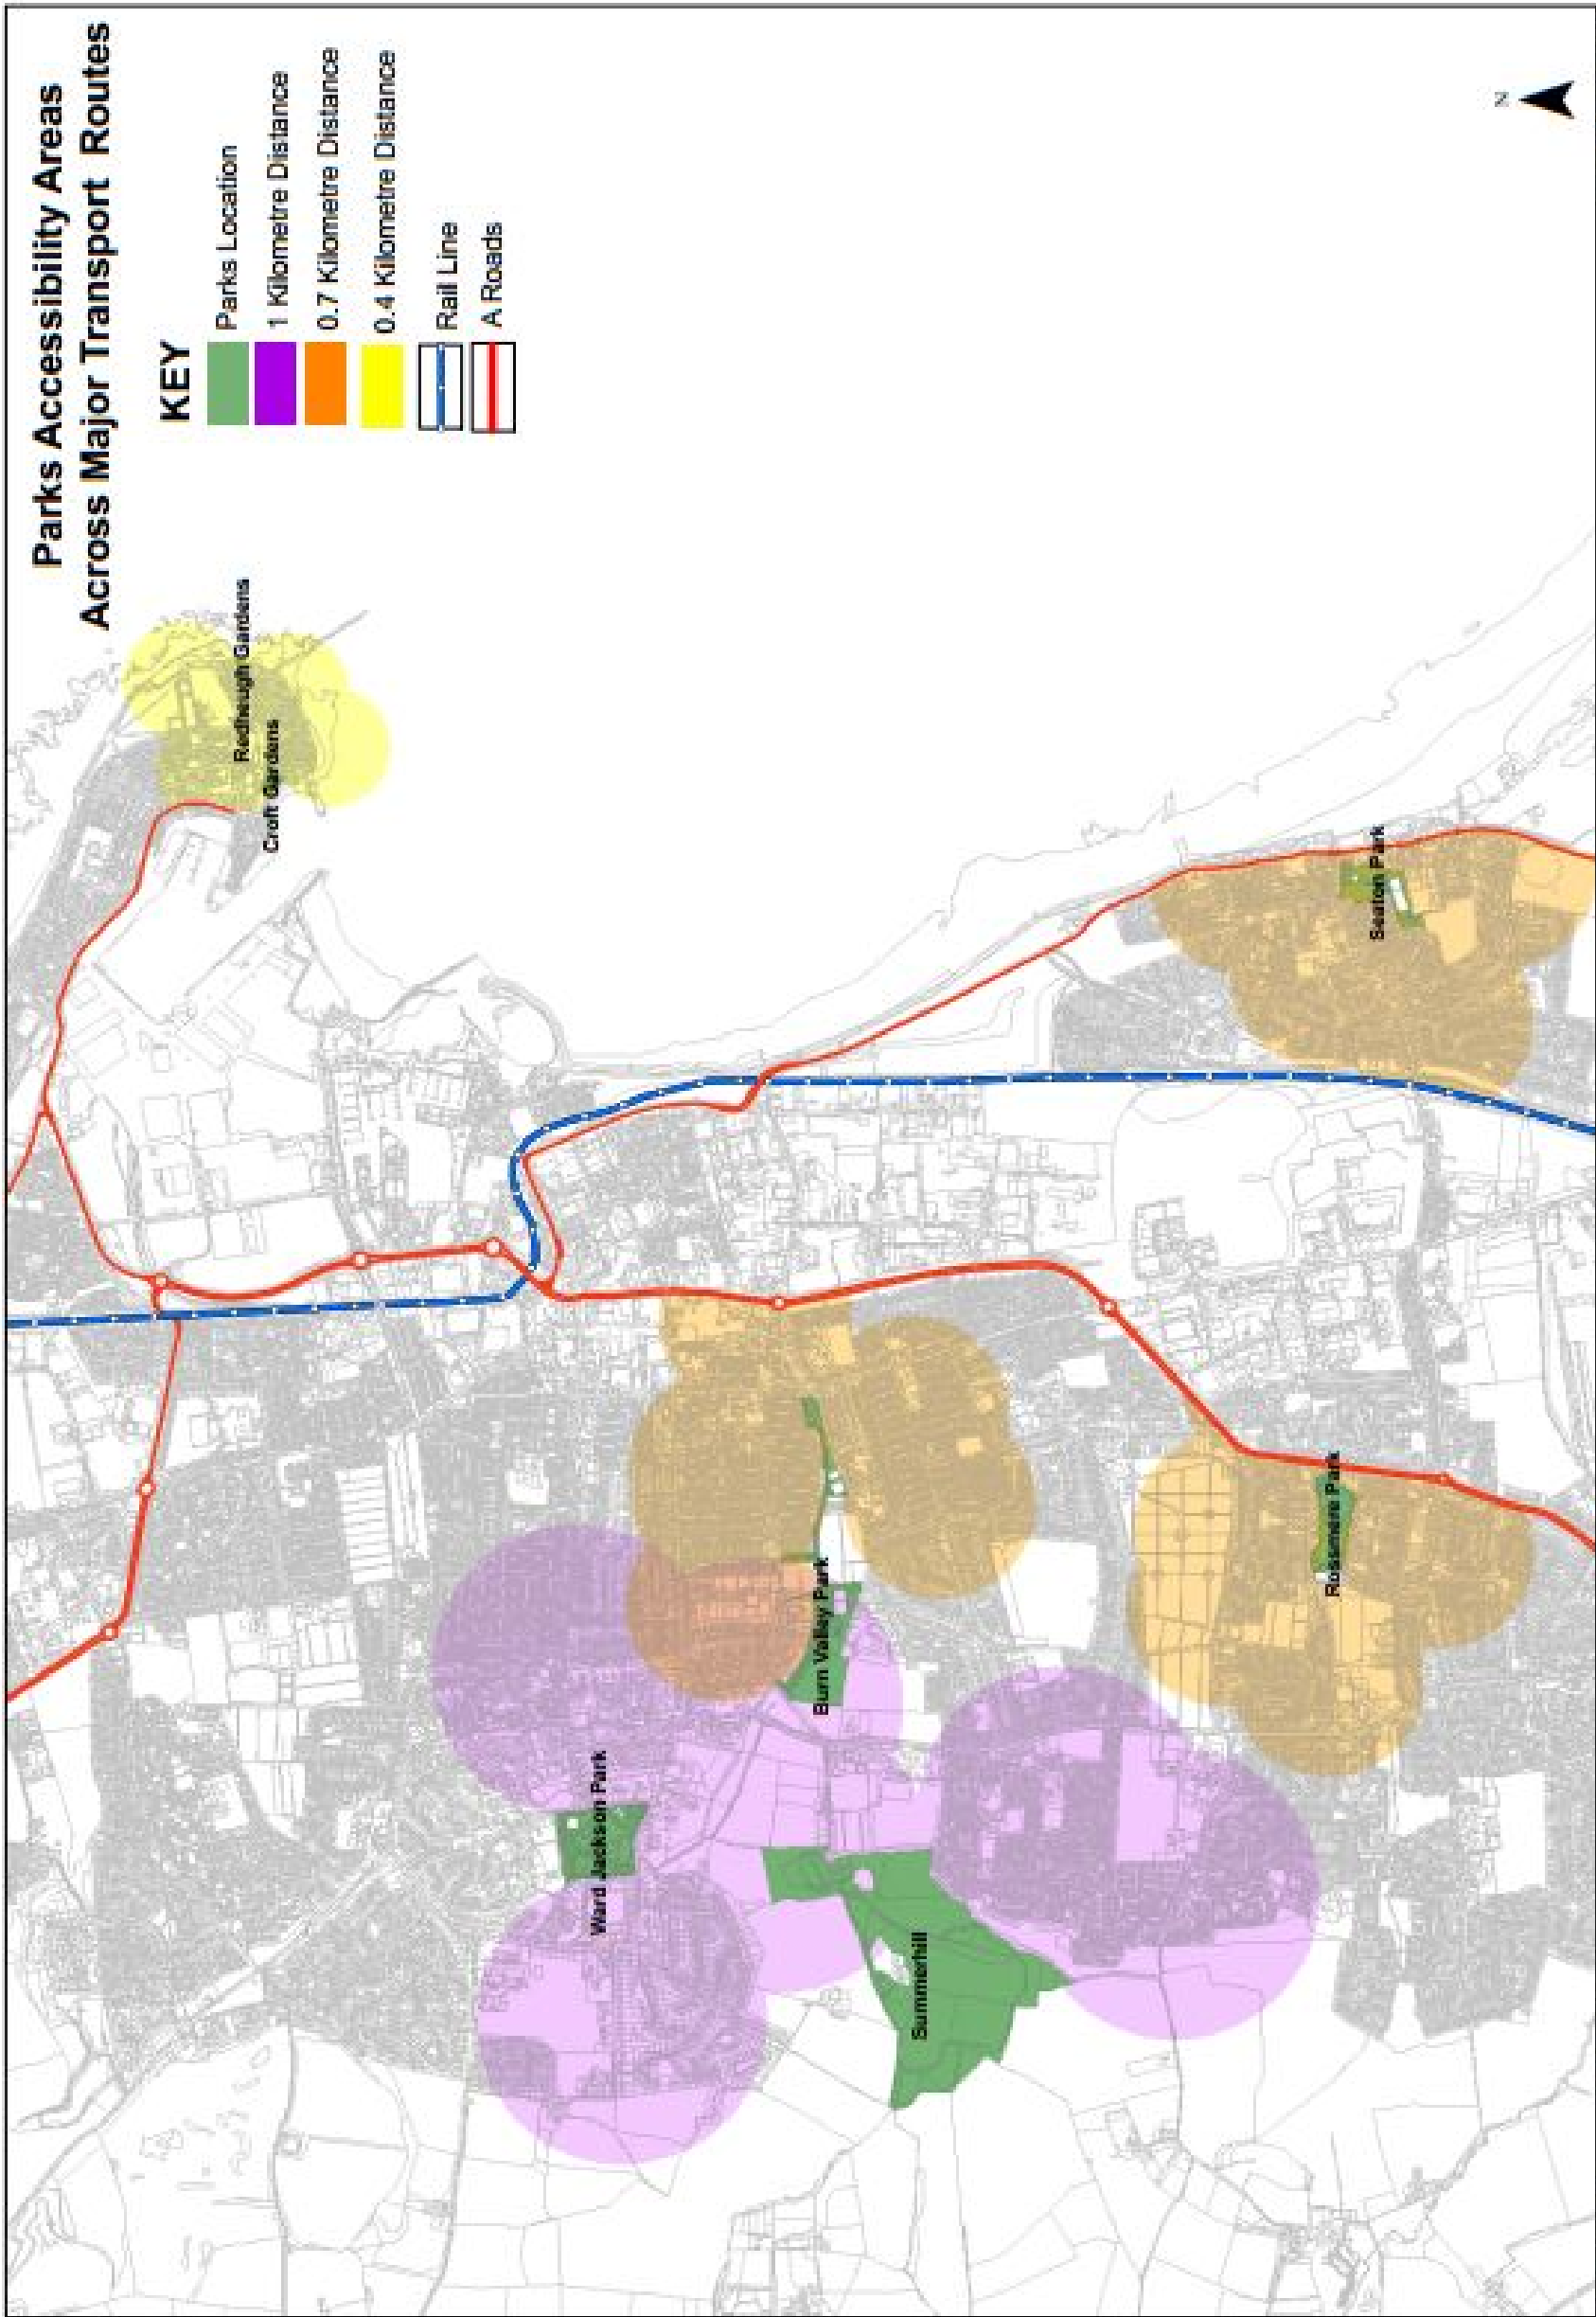 Parks Accessibility Areas
Across Major Transport Routes
KEY
Parks Location
1 Kilometre Distance
0.7 Kilometre Distance
0.4 Kilometre Distance
Rail Line
A Roads
Redheugh Gardens
Croft Gardens
Ward Jackson Park
Burn Valley Park
Summerhill
Rossmere Park
Seaton Park
N